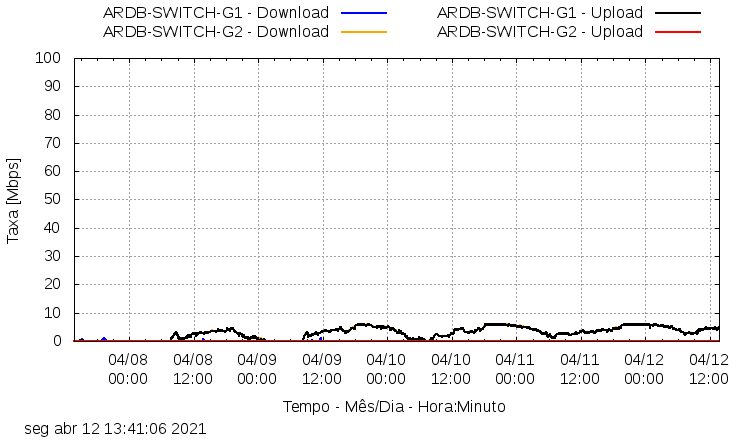 ARDB-SWITCH-G1 - Download ARDB-SWITCH-G1 - Upload
ARDB-SWITCH-G2 - Download ARDB-SWITCH-G2 - Upload
100
90
80
70
60
50
40
30
20
10
0
Taxa [Mbps]
04/08 04/08 04/09 04/09 04/10 04/10 04/11 04/11 04/12 04/12
00:00 12:00 00:00 12:00 00:00 12:00 00:00 12:00 00:00 12:00
Tempo - Mês/Dia - Hora:Minuto
seg abr 12 13:41:06 2021